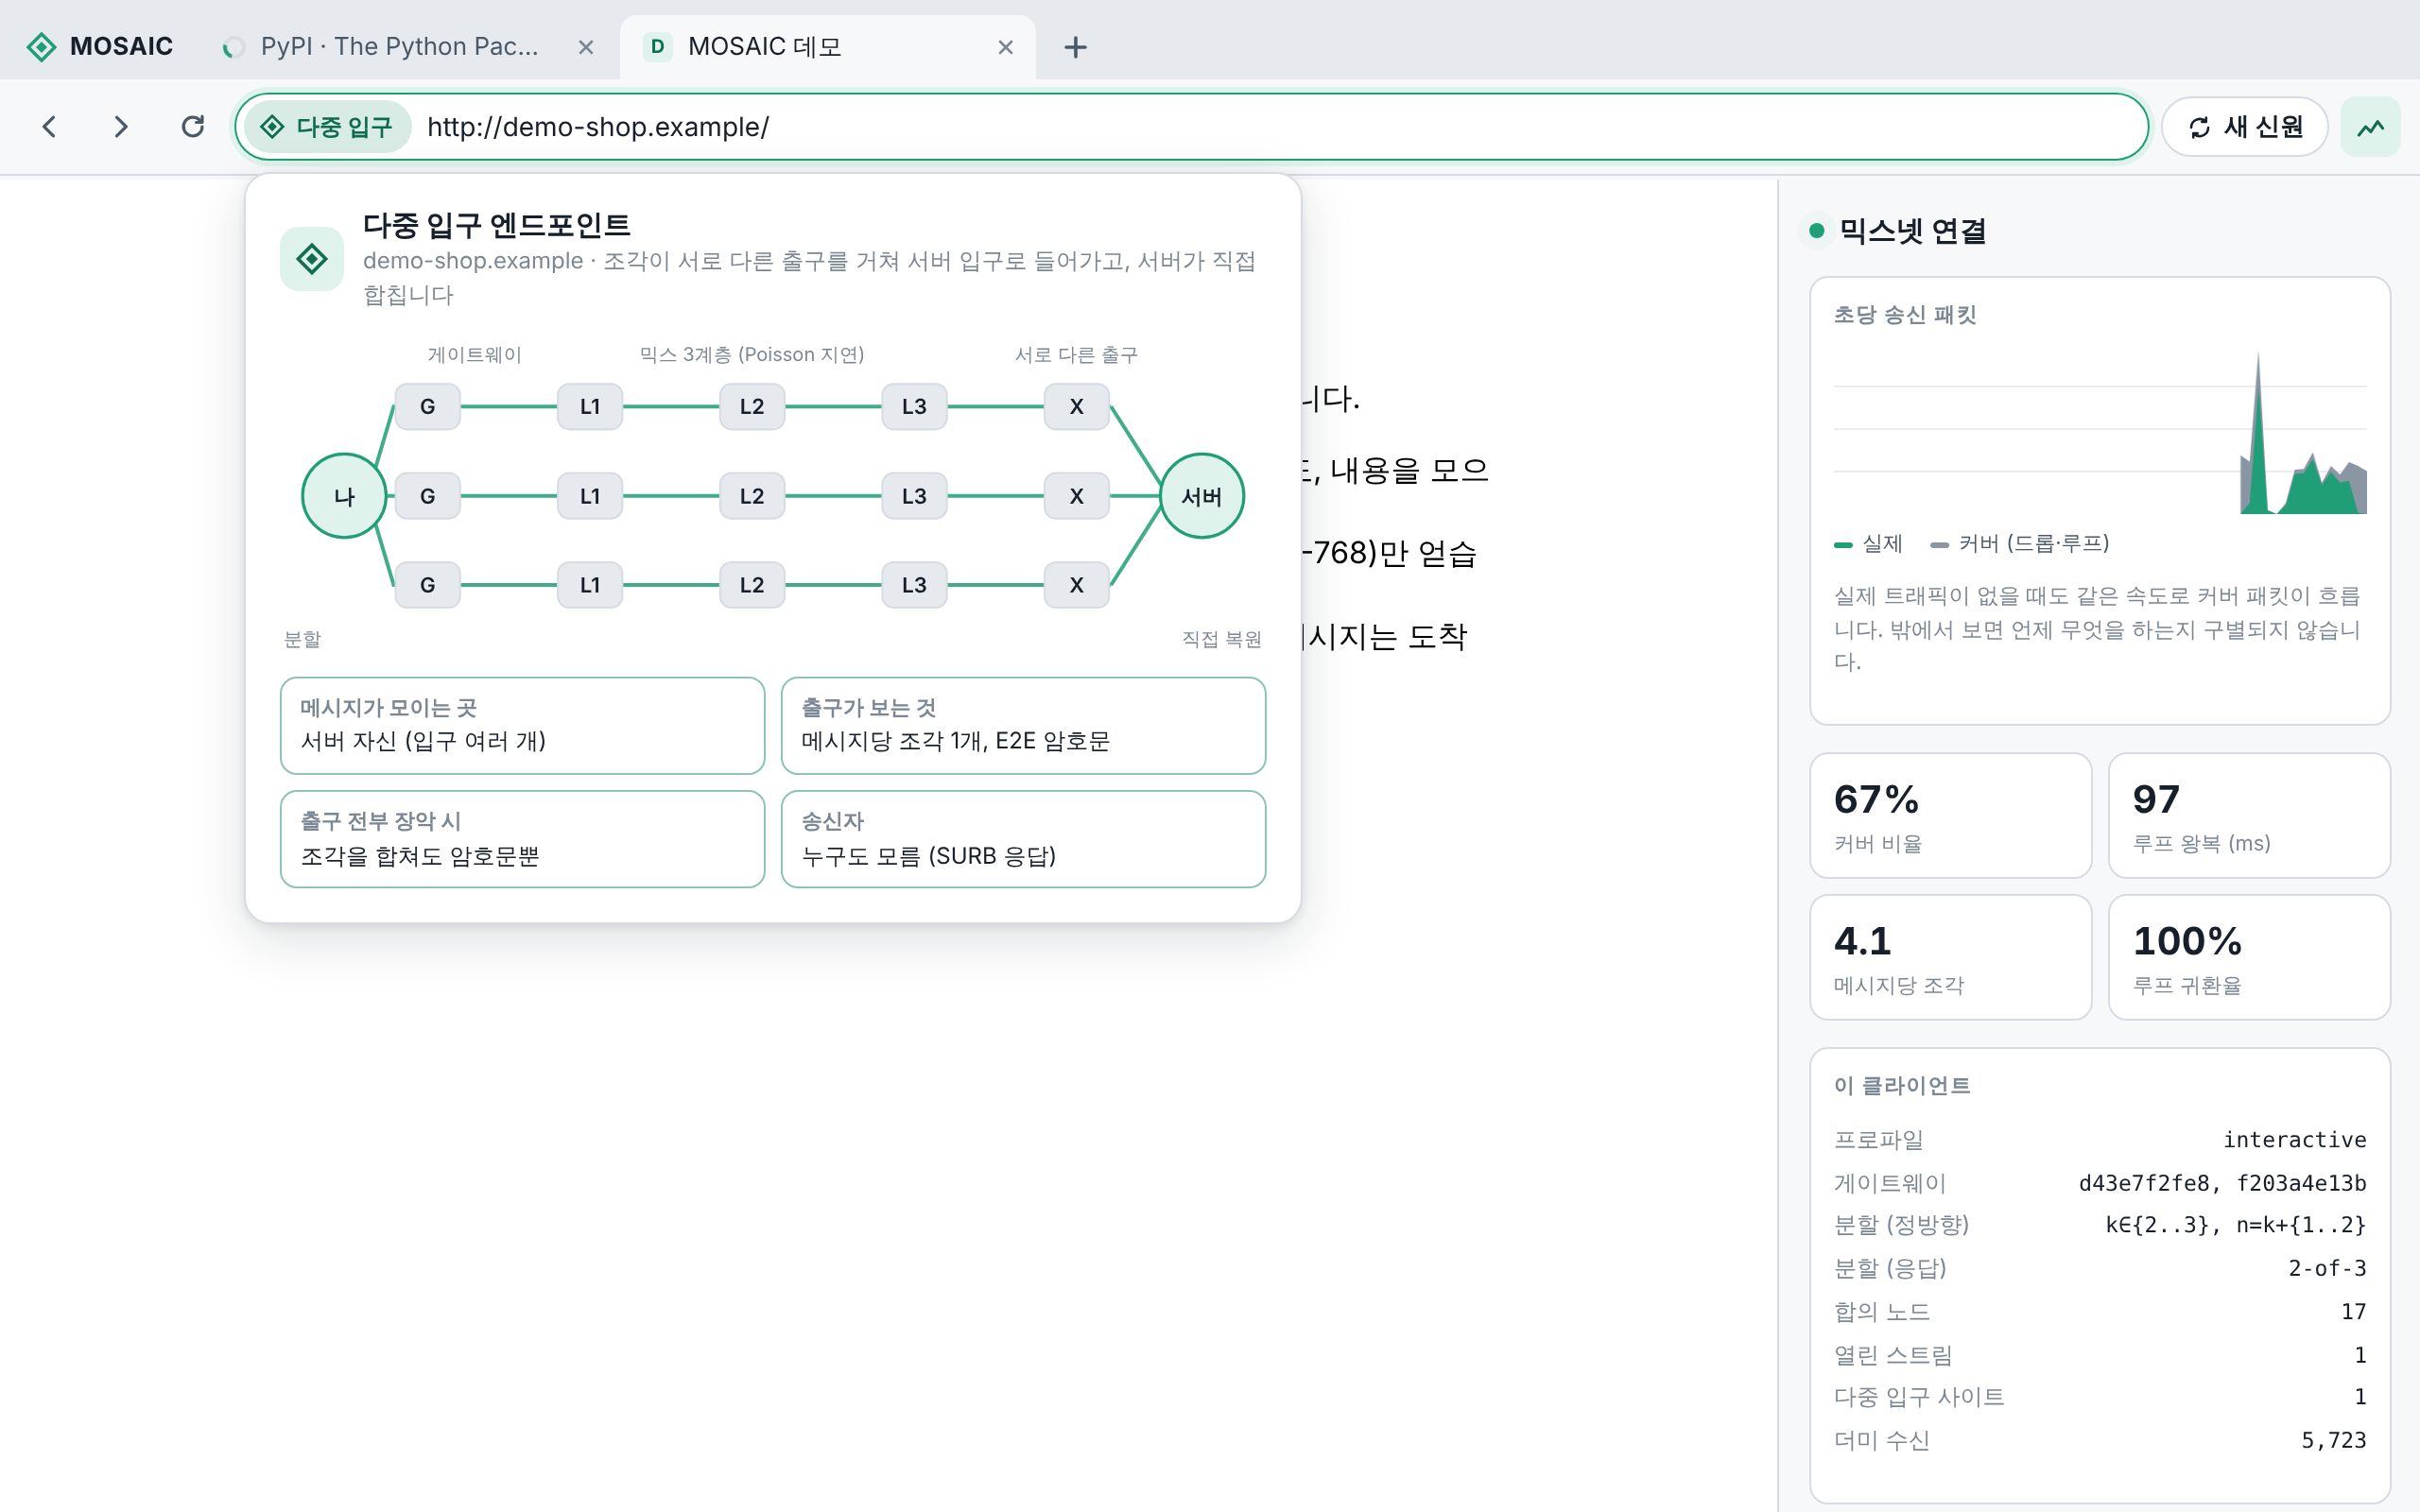 MOSAIC
PyPI · The Python Pac...
D MOSAIC 데모
다중 입구 http://demo-shop.example/
새 신원
다중 입구 엔드포인트
demo-shop.example · 조각이 서로 다른 출구를 거쳐 서버 입구로 들어가고, 서버가 직접
합칩니다
게이트웨이 믹스 3계층 (Poisson 지연) 서로 다른 출구
G L1 L2 L3 X
나 G L1 L2 L3 X 서버
G L1 L2 L3 X
분할 직접 복원
메시지가 모이는 곳
서버 자신 (입구 여러 개)
출구가 보는 것
메시지당 조각 1개, E2E 암호문
출구 전부 장악 시
조각을 합쳐도 암호문뿐
송신자
누구도 모름 (SURB 응답)
니다.
, 내용을 모으
-768)만 얻습
시지는 도착
믹스넷 연결
초당 송신 패킷
실제 커버 (드롭·루프)
실제 트래픽이 없을 때도 같은 속도로 커버 패킷이 흐릅
니다. 밖에서 보면 언제 무엇을 하는지 구별되지 않습니
다.
67%
커버 비율
97
루프 왕복 (ms)
4.1
메시지당 조각
100%
루프 귀환율
이 클라이언트
프로파일 interactive
게이트웨이 d43e7f2fe8, f203a4e13b
분할 (정방향) k∈{2..3}, n=k+{1..2}
분할 (응답) 2-of-3
합의 노드 17
열린 스트림 1
다중 입구 사이트 1
더미 수신 5,723